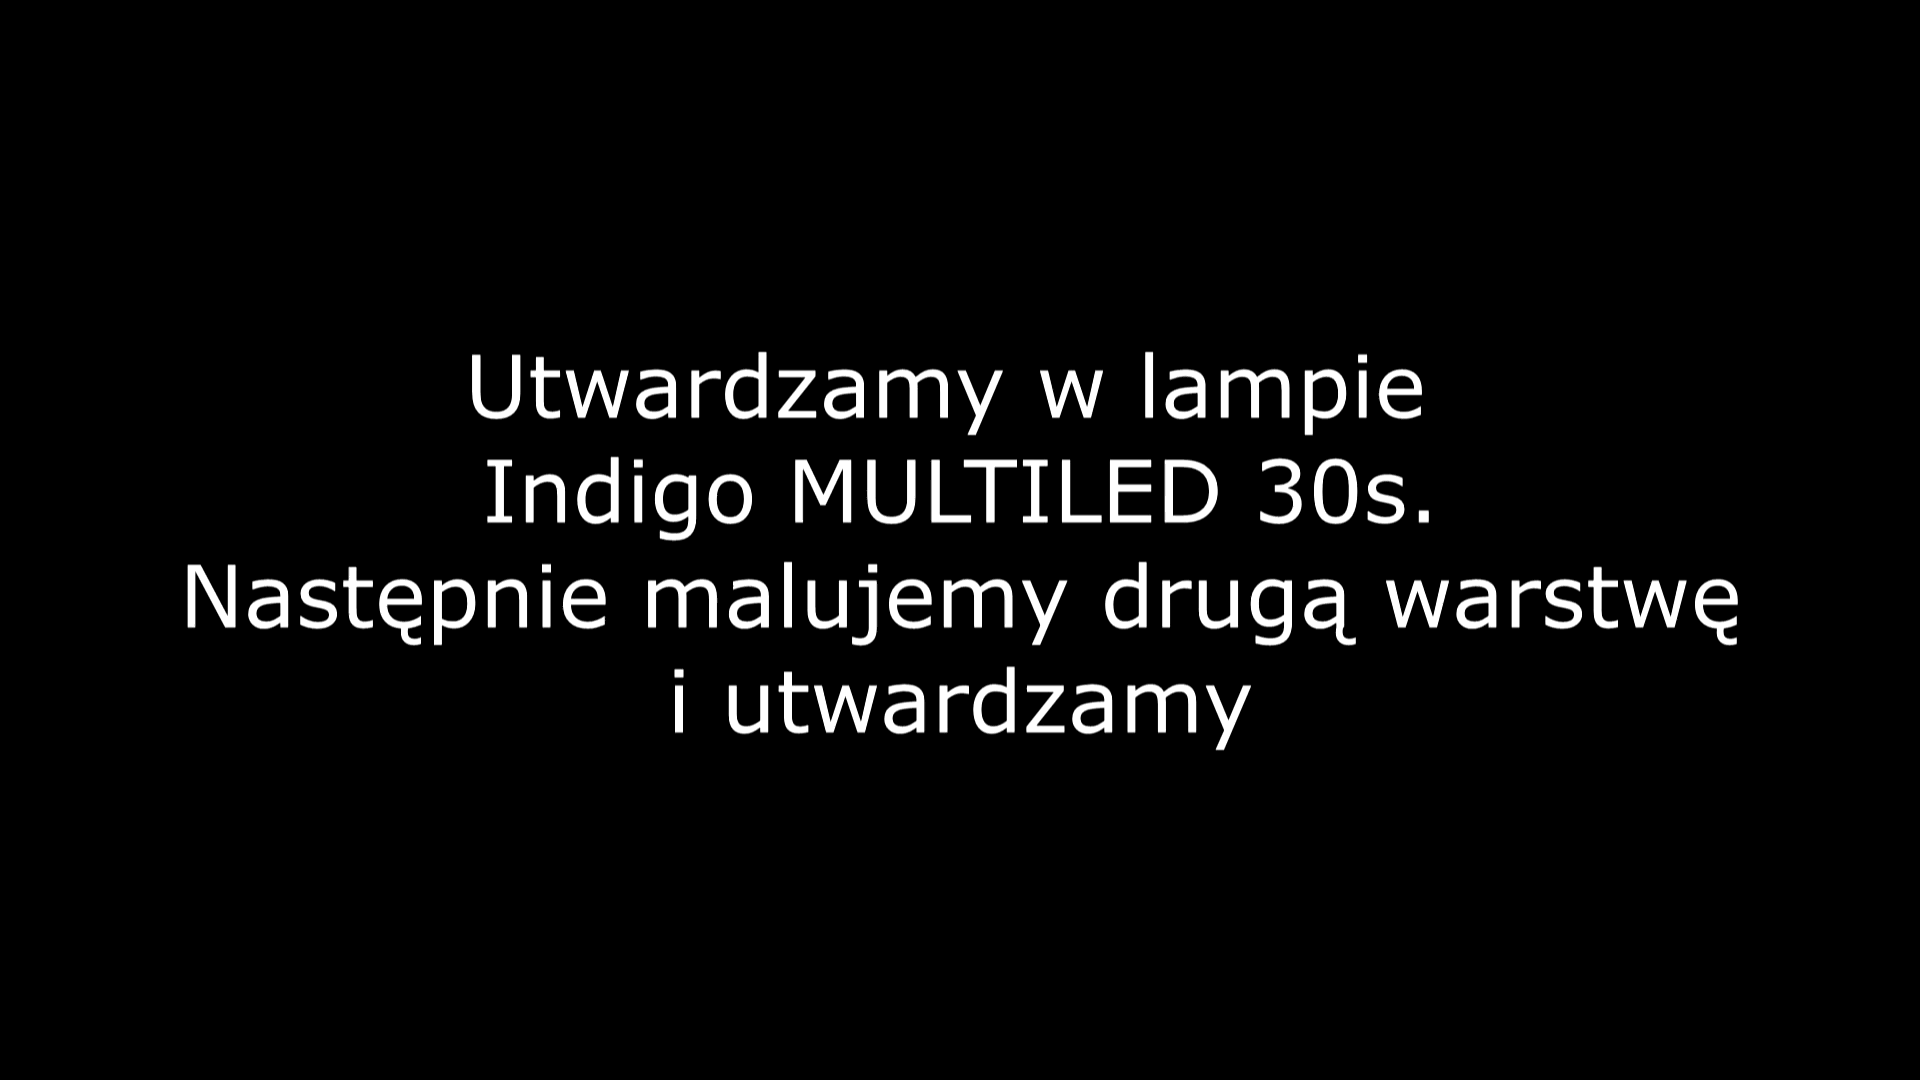 Utwardzamy w lampie
Indigo MULTILED 30s.
Następnie malujemy drugą warstwę
i utwardzamy